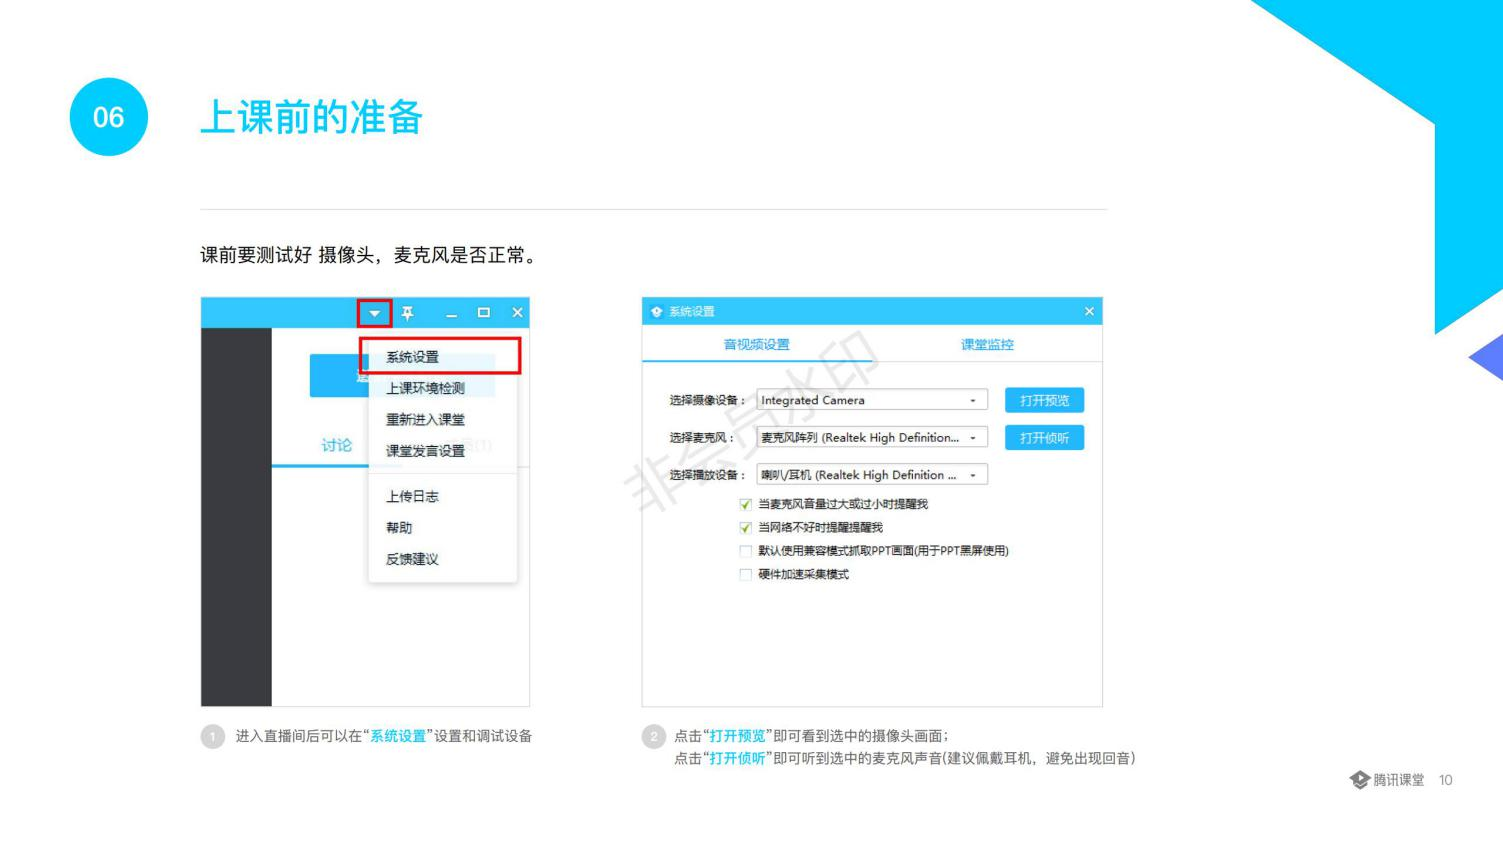 06
上课前的准备
课前要测试好 摄像头，麦克风是否正常。
系统设置
上课环境检测
重新进入课堂
讨论
课堂发言设置
(1)
上传日志
帮助
反馈建议
系统设置
音视频设置
课堂监控
选择摄像设备：
Integrated Camera
打开预览
选择麦克风：
麦克风阵列 (Realtek High Definition...
打开侦听
选择播放设备：
喇叭/耳机 (Realtek High Definition ...
当麦克风音量过大或过小时提醒我
当网络不好时提醒提醒我
默认使用兼容模式抓取PPT画面(用于PPT黑屏使用)
硬件加速采集模式
非会员水印
1 进入直播间后可以在“系统设置”设置和调试设备
2 点击“打开预览”即可看到选中的摄像头画面；
点击“打开侦听”即可听到选中的麦克风声音(建议佩戴耳机，避免出现回音)
腾讯课堂 10